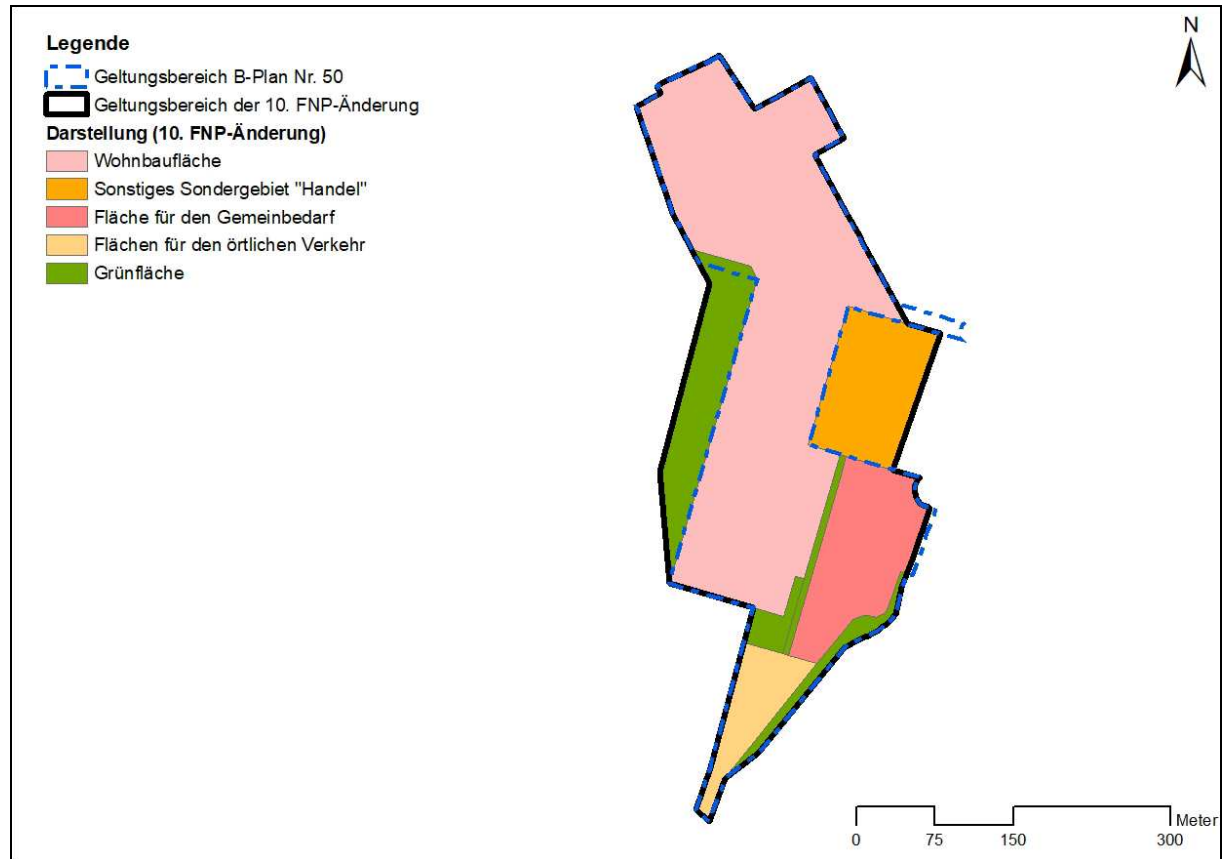 Legende
Geltungsbereich B-Plan Nr. 50
Geltungsbereich der 10. FNP-Änderung
Darstellung (10. FNP-Änderung)
Wohnbaufläche
Sonstiges Sondergebiet "Handel"
Fläche für den Gemeinbedarf
Flächen für den örtlichen Verkehr
Grünfläche
N
Meter
0 75 150 300